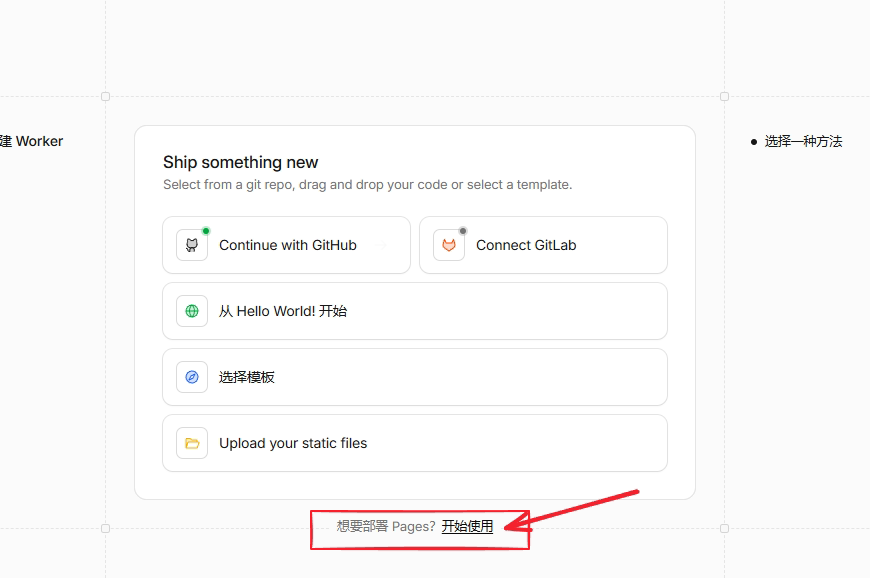 建 Worker
选择一种方法
Ship something new
Select from a git repo, drag and drop your code or select a template.
Continue with GitHub
Connect GitLab
从 Hello World! 开始
选择模板
Upload your static files
想要部署 Pages? 开始使用